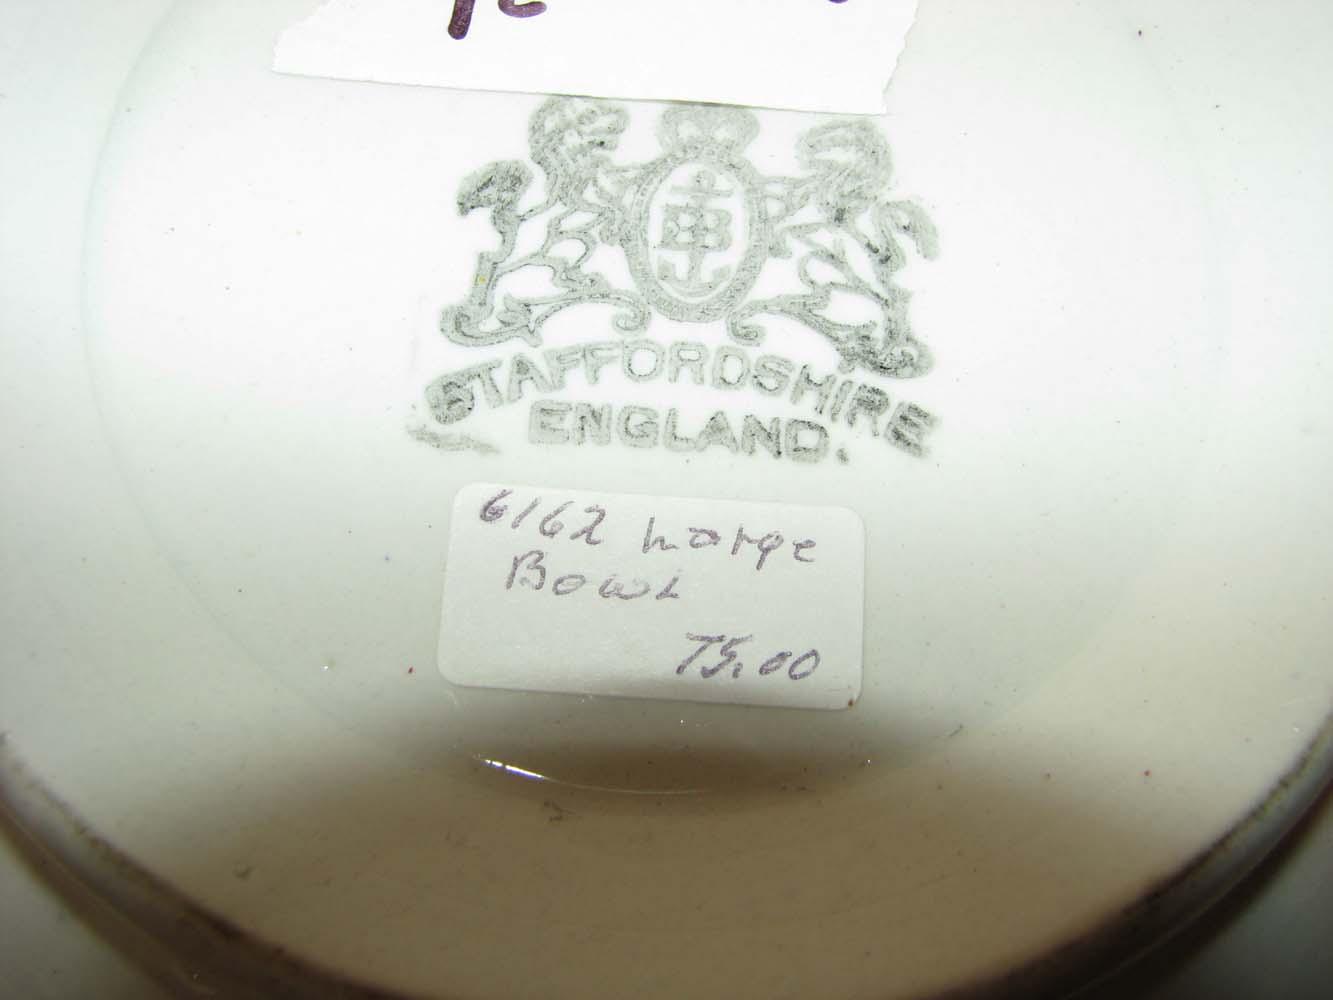 STAFFORDSHIRE
ENGLAND.
6162 Large
Bowl
75.00